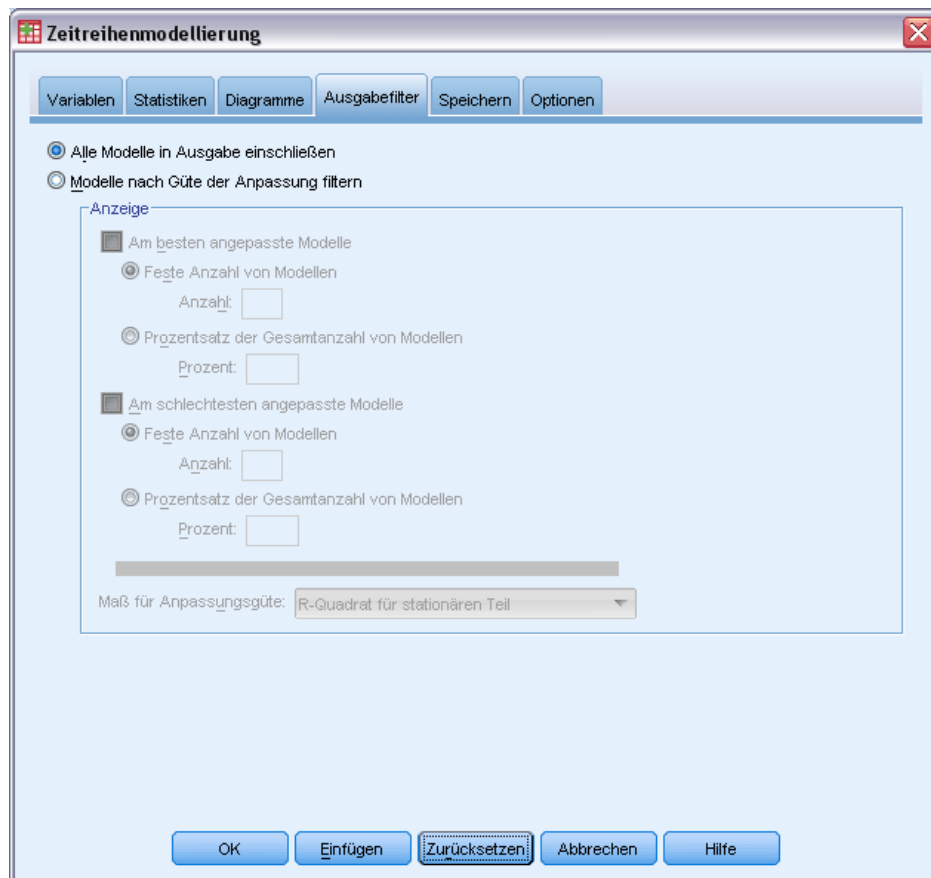 Zeitreihenmodellierung
Variablen Statistiken Diagramme Ausgabefilter Speichern Optionen
Alle Modelle in Ausgabe einschließen
Modelle nach Güte der Anpassung filtern
Anzeige
Am besten angepasste Modelle
Feste Anzahl von Modellen
Anzahl:
Prozentsatz der Gesamtanzahl von Modellen
Prozent:
Am schlechtesten angepasste Modelle
Feste Anzahl von Modellen
Anzahl:
Prozentsatz der Gesamtanzahl von Modellen
Prozent:
Maß für Anpassungsgüte: R-Quadrat für stationären Teil
OK Einfügen Zurücksetzen Abbrechen Hilfe